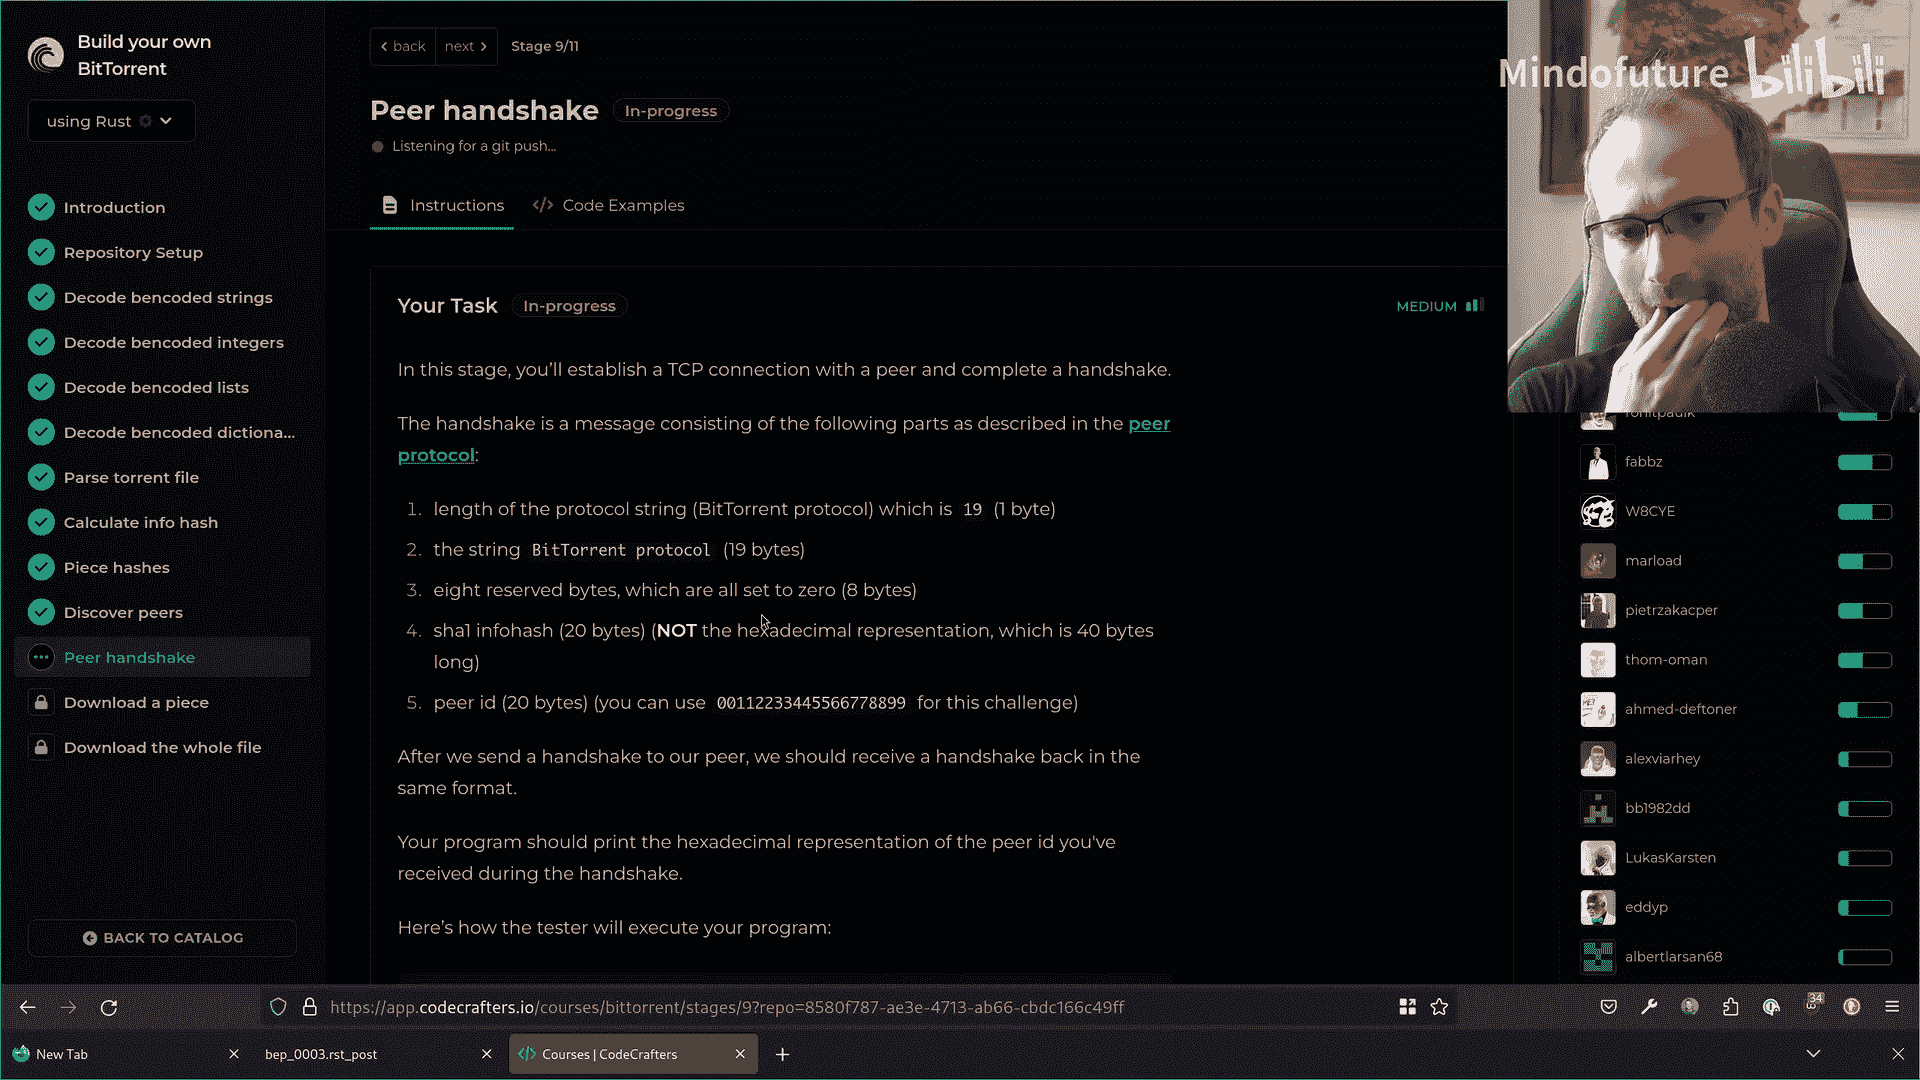 Build your own
BitTorrent
using Rust
Introduction
Repository Setup
Decode bencoded strings
Decode bencoded integers
Decode bencoded lists
Decode bencoded dictiona...
Parse torrent file
Calculate info hash
Piece hashes
Discover peers
Peer handshake
Download a piece
Download the whole file
BACK TO CATALOG
back
next
Stage 9/11
Peer handshake
In-progress
Listening for a git push...
Instructions
</> Code Examples
Your Task
In-progress
MEDIUM
In this stage, you'll establish a TCP connection with a peer and complete a handshake.
The handshake is a message consisting of the following parts as described in the peer
protocol:
1. length of the protocol string (BitTorrent protocol) which is 19 (1 byte)
2. the string BitTorrent protocol (19 bytes)
3. eight reserved bytes, which are all set to zero (8 bytes)
4. sha1 infohash (20 bytes) (NOT the hexadecimal representation, which is 40 bytes
long)
5. peer id (20 bytes) (you can use 00112233445566778899 for this challenge)
After we send a handshake to our peer, we should receive a handshake back in the
same format.
Your program should print the hexadecimal representation of the peer id you've
received during the handshake.
Here's how the tester will execute your program:
Mindofuture bilibili
fabbz
W8CYE
marload
pietrzakacper
thom-oman
ahmed-deftoner
alexviarhey
bb1982dd
LukasKarsten
eddyp
albertlarsan68
https://app.codecrafters.io/courses/bittorrent/stages/9?repo=8580f787-ae3e-4713-ab66-cbdc166c49ff
34
New Tab
bep_0003.rst_post
Courses | CodeCrafters